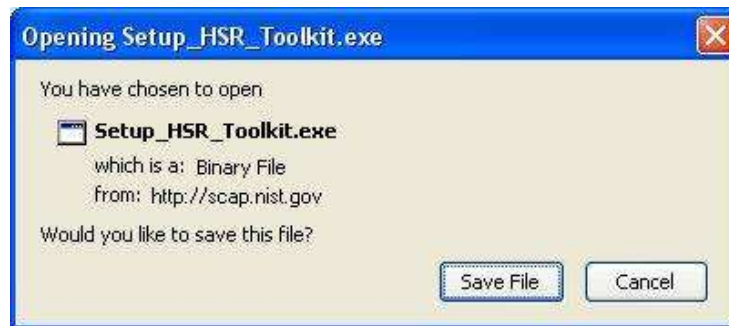 Opening Setup_HSR_Toolkit.exe
You have chosen to open
Setup_HSR_Toolkit.exe
which is a: Binary File
from: http://scap.nist.gov
Would you like to save this file?
Save File Cancel